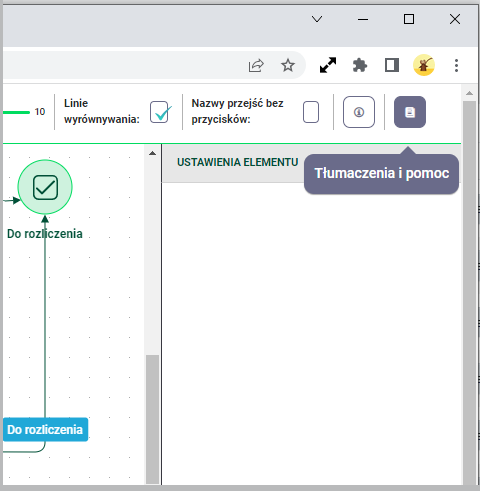 10
Linie
wyrównywania:
Nazwy przejść bez
przycisków:
USTAWIENIA ELEMENTU
Tłumaczenia i pomoc
Do rozliczenia
Do rozliczenia